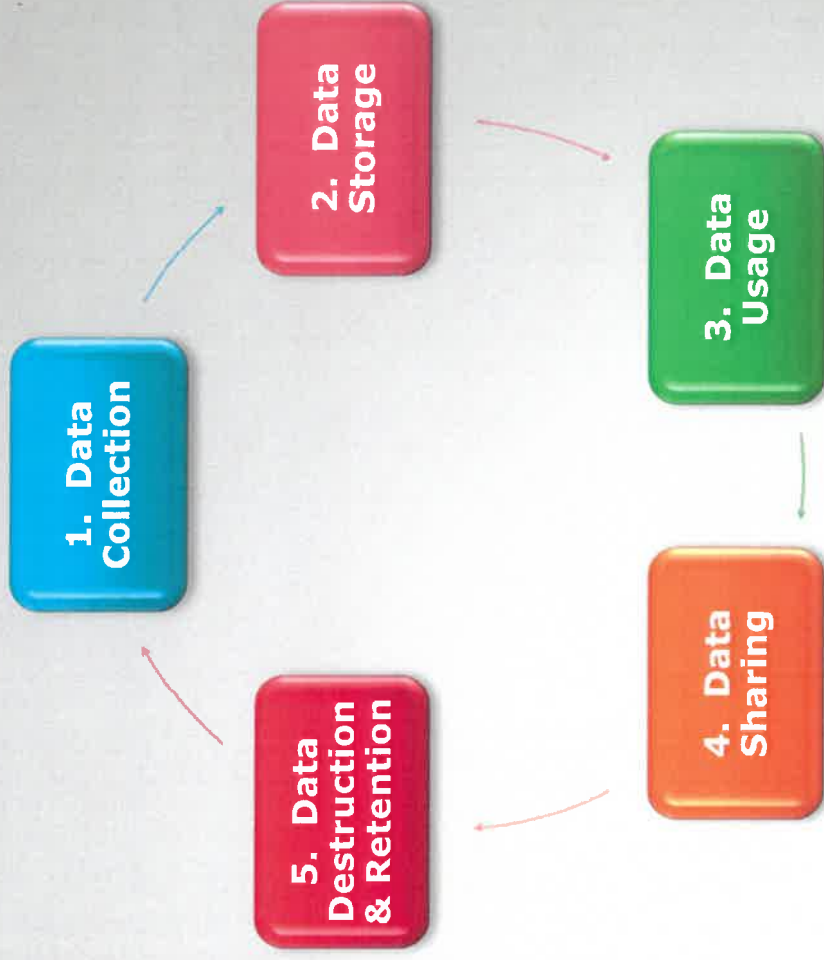 1. Data
Collection
2. Data
Storage
3. Data
Usage
4. Data
Sharing
5. Data
Destruction
& Retention